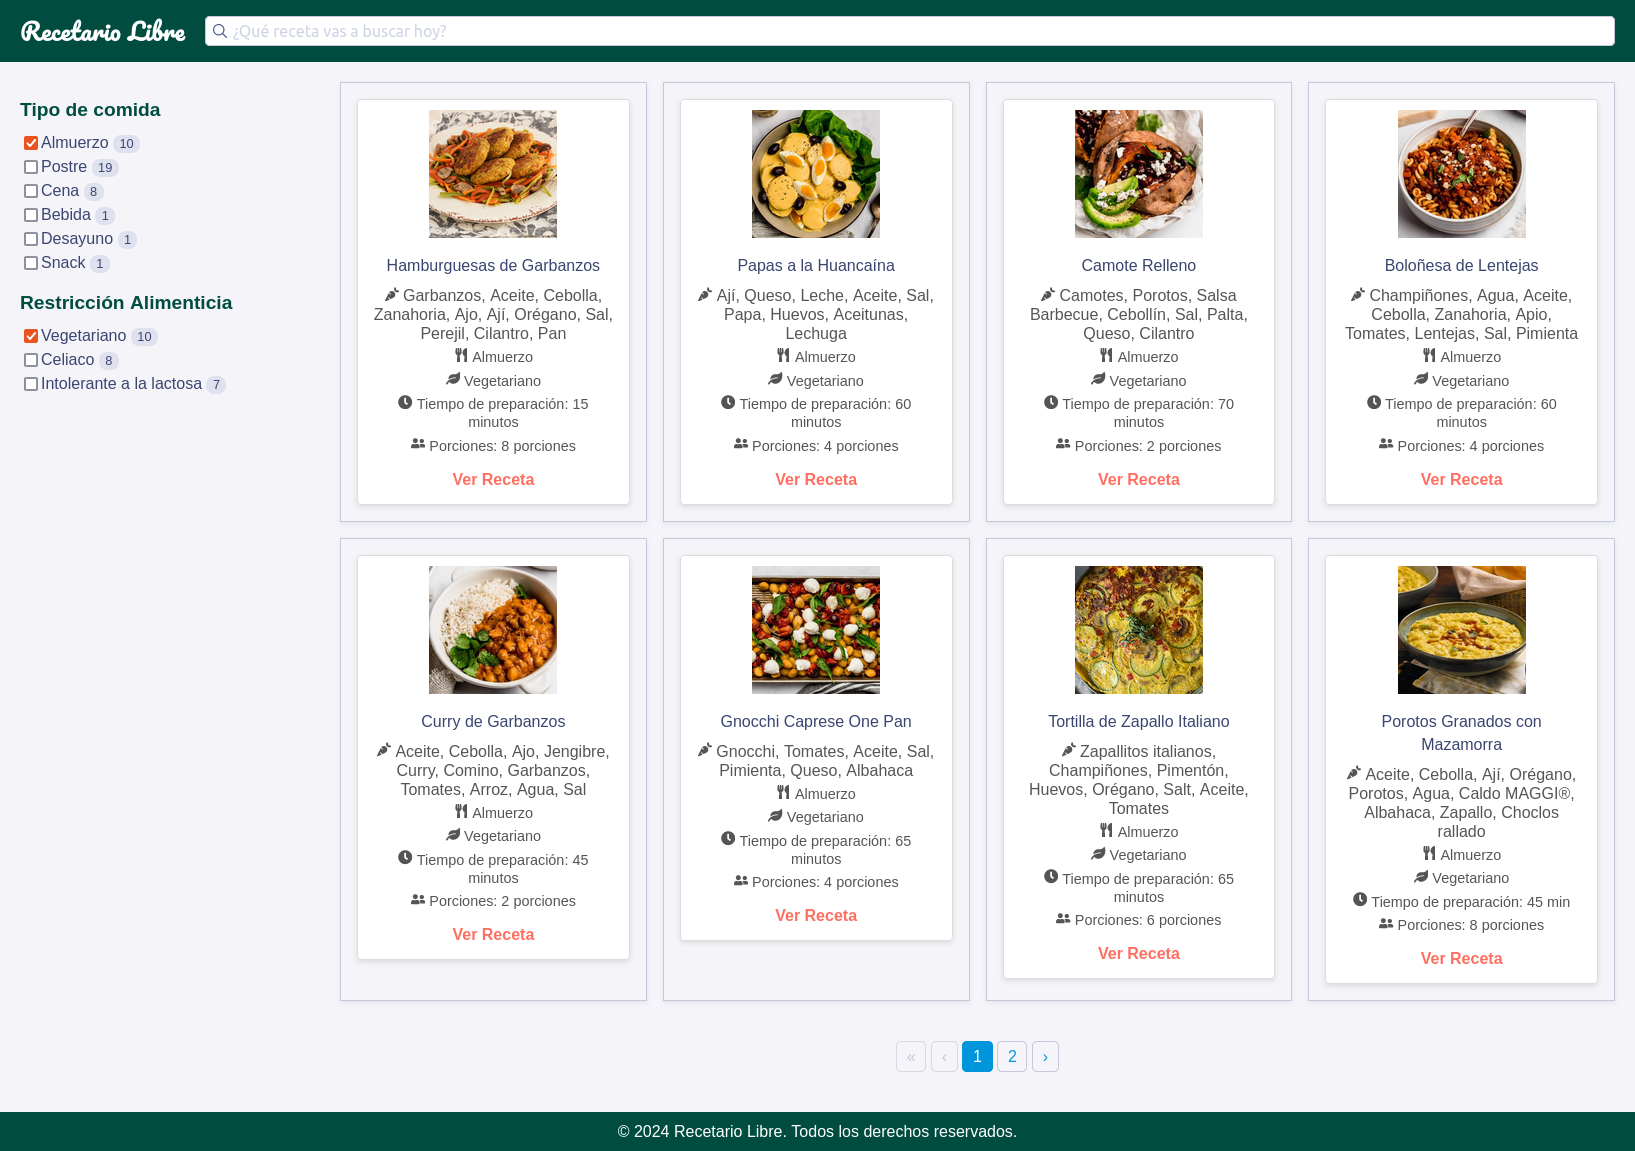 Recetario Libre
¿Qué receta vas a buscar hoy?
Tipo de comida
Almuerzo 10
Postre 19
Cena 8
Bebida 1
Desayuno 1
Snack 1
Restricción Alimenticia
Vegetariano 10
Celiaco 8
Intolerante a la lactosa 7
Hamburguesas de Garbanzos
Garbanzos, Aceite, Cebolla,
Zanahoria, Ajo, Ají, Orégano, Sal,
Perejil, Cilantro, Pan
Almuerzo
Vegetariano
Tiempo de preparación: 15
minutos
Porciones: 8 porciones
Ver Receta
Papas a la Huancaína
Ají, Queso, Leche, Aceite, Sal,
Papa, Huevos, Aceitunas,
Lechuga
Almuerzo
Vegetariano
Tiempo de preparación: 60
minutos
Porciones: 4 porciones
Ver Receta
Camote Relleno
Camotes, Porotos, Salsa
Barbecue, Cebollín, Sal, Palta,
Queso, Cilantro
Almuerzo
Vegetariano
Tiempo de preparación: 70
minutos
Porciones: 2 porciones
Ver Receta
Boloñesa de Lentejas
Champiñones, Agua, Aceite,
Cebolla, Zanahoria, Apio,
Tomates, Lentejas, Sal, Pimienta
Almuerzo
Vegetariano
Tiempo de preparación: 60
minutos
Porciones: 4 porciones
Ver Receta
Curry de Garbanzos
Aceite, Cebolla, Ajo, Jengibre,
Curry, Comino, Garbanzos,
Tomates, Arroz, Agua, Sal
Almuerzo
Vegetariano
Tiempo de preparación: 45
minutos
Porciones: 2 porciones
Ver Receta
Gnocchi Caprese One Pan
Gnocchi, Tomates, Aceite, Sal,
Pimienta, Queso, Albahaca
Almuerzo
Vegetariano
Tiempo de preparación: 65
minutos
Porciones: 4 porciones
Ver Receta
Tortilla de Zapallo Italiano
Zapallitos italianos,
Champiñones, Pimentón,
Huevos, Orégano, Salt, Aceite,
Tomates
Almuerzo
Vegetariano
Tiempo de preparación: 65
minutos
Porciones: 6 porciones
Ver Receta
Porotos Granados con
Mazamorra
Aceite, Cebolla, Ají, Orégano,
Porotos, Agua, Caldo MAGGI®,
Albahaca, Zapallo, Choclos
rallado
Almuerzo
Vegetariano
Tiempo de preparación: 45 min
Porciones: 8 porciones
Ver Receta
« ‹ 1 2 ›
© 2024 Recetario Libre. Todos los derechos reservados.